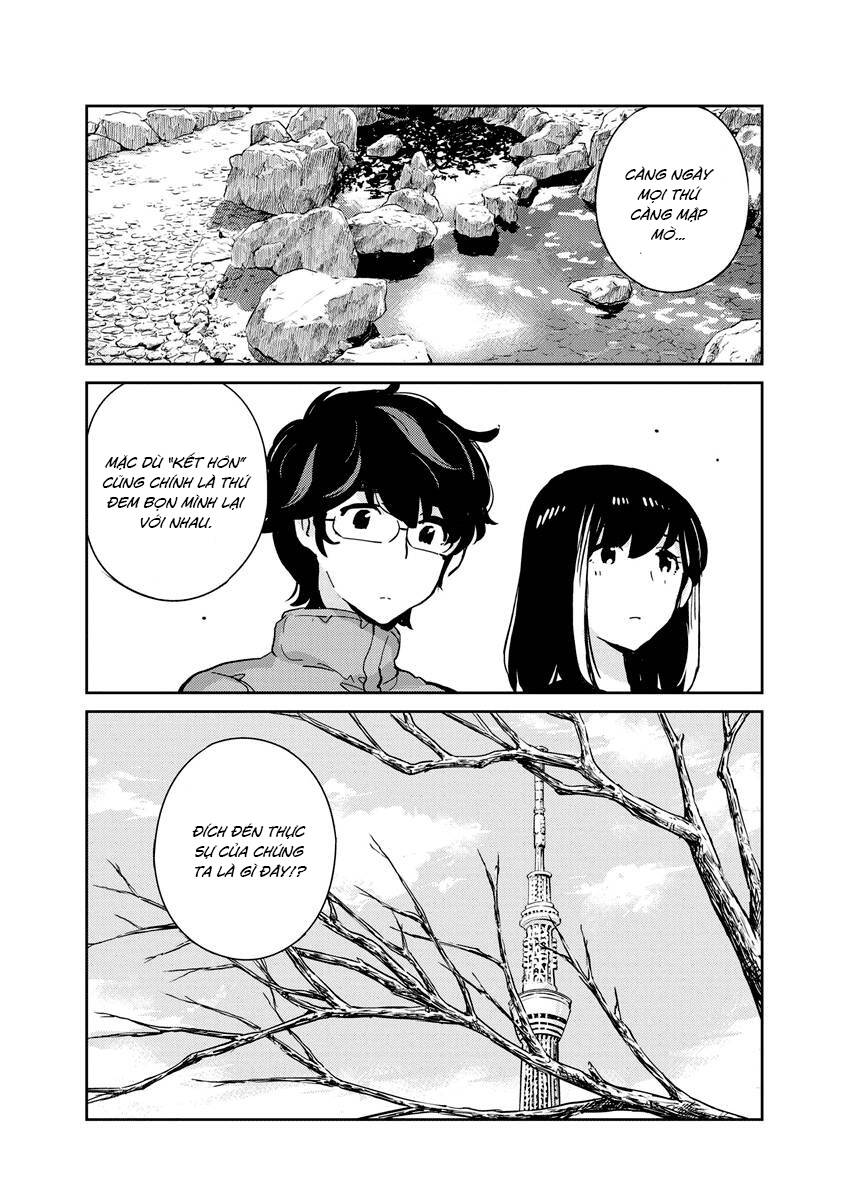 CÀNG NGÀY
MỌI THỨ
CÀNG MẬP
MỜ...
MẶC DÙ "KẾT HÔN"
CŨNG CHÍNH LÀ THỨ
ĐEM BỌN MÌNH LẠI
VỚI NHAU.
ĐÍCH ĐẾN THỰC
SỰ CỦA CHÚNG
TA LÀ GÌ ĐÂY!?